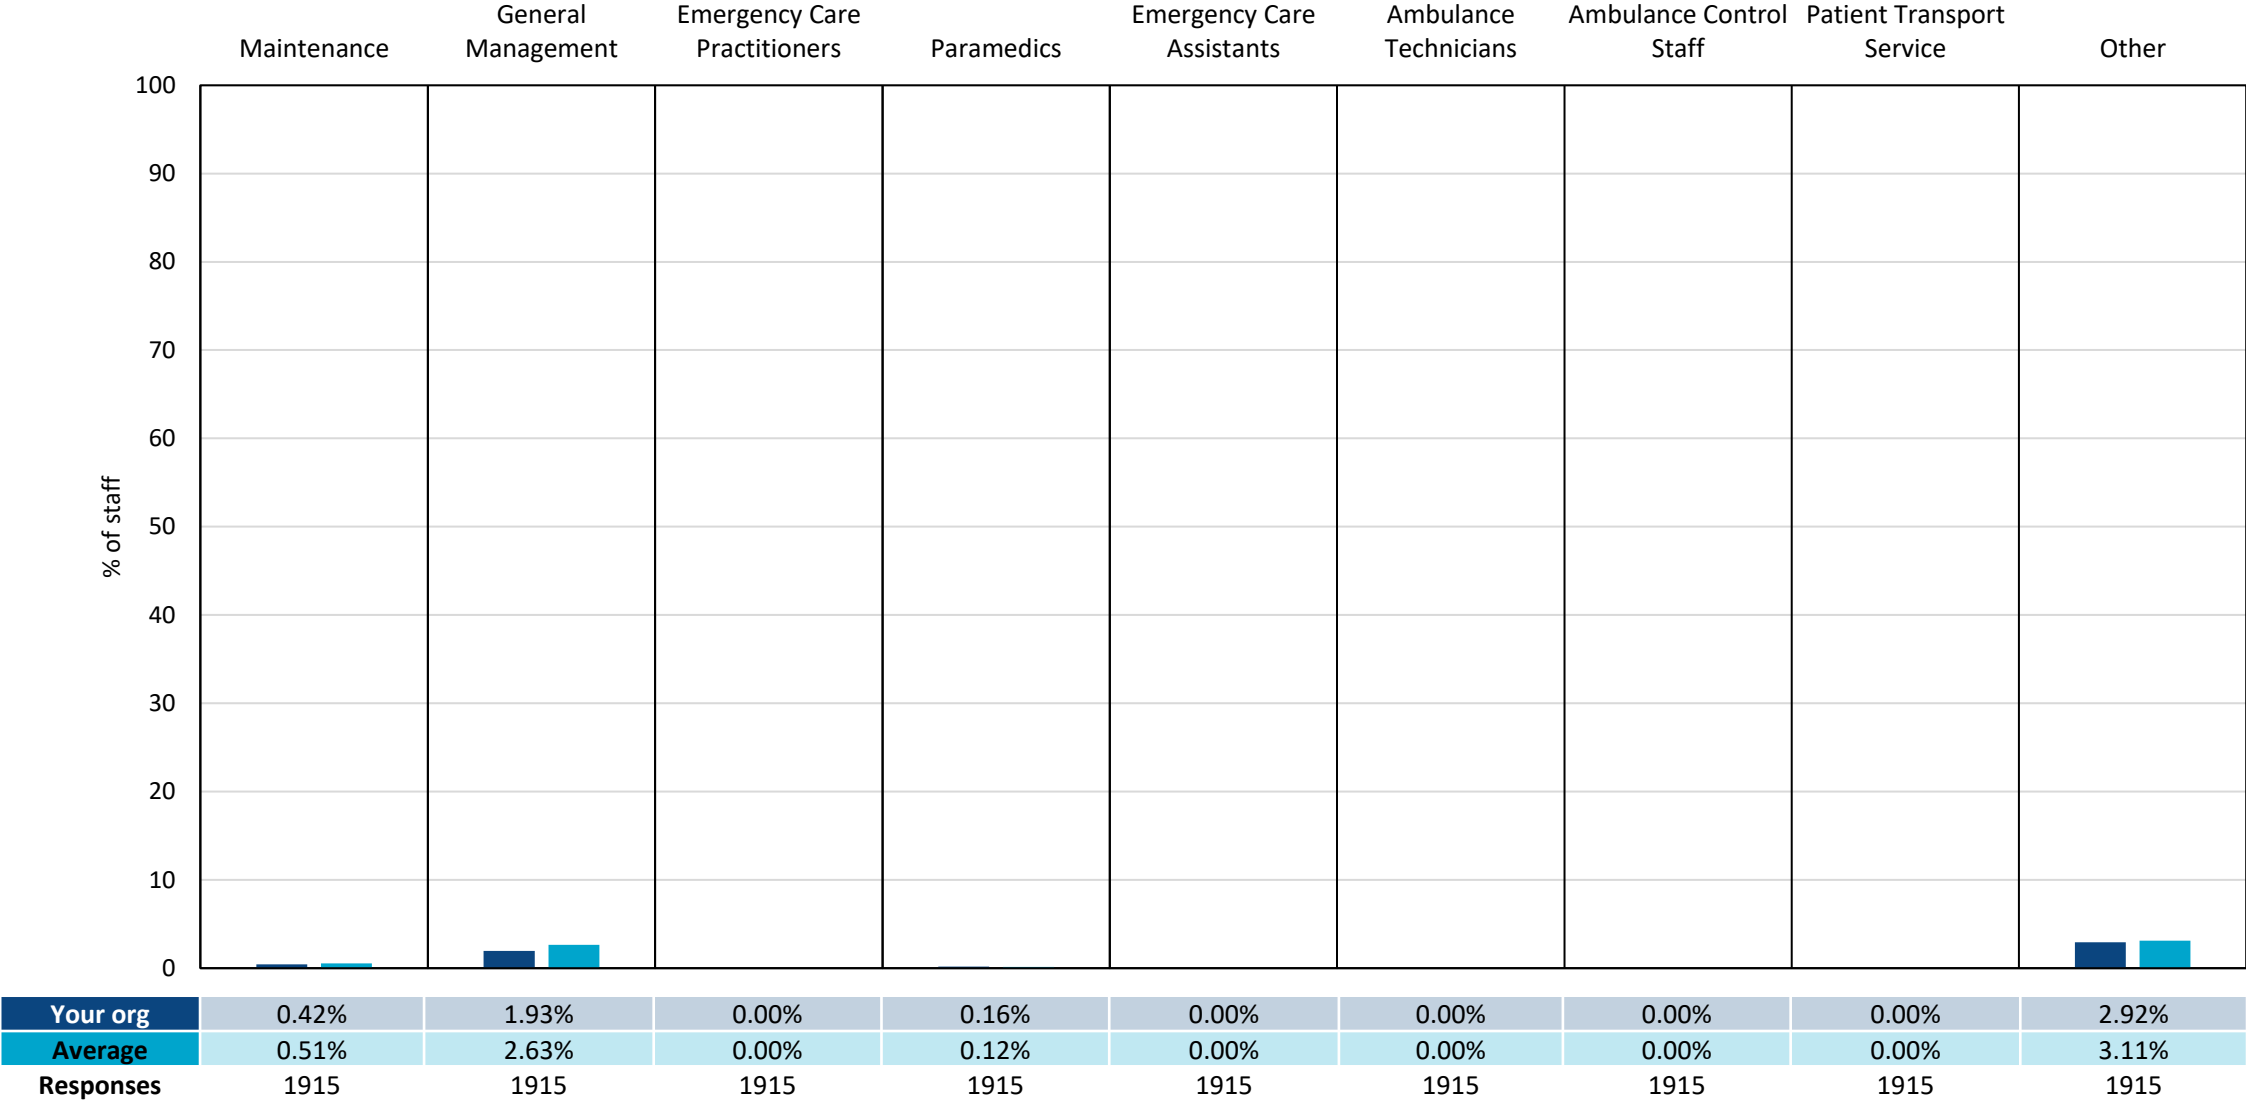 Maintenance
General
Management
Emergency Care
Practitioners
Paramedics
Emergency Care
Assistants
Ambulance
Technicians
Ambulance Control
Staff
Patient Transport
Service
Other
100
90
80
70
60
50
40
30
20
10
0
% of staff
Your org 0.42% 1.93% 0.00% 0.16% 0.00% 0.00% 0.00% 0.00% 2.92%
Average 0.51% 2.63% 0.00% 0.12% 0.00% 0.00% 0.00% 0.00% 3.11%
Responses 1915 1915 1915 1915 1915 1915 1915 1915 1915